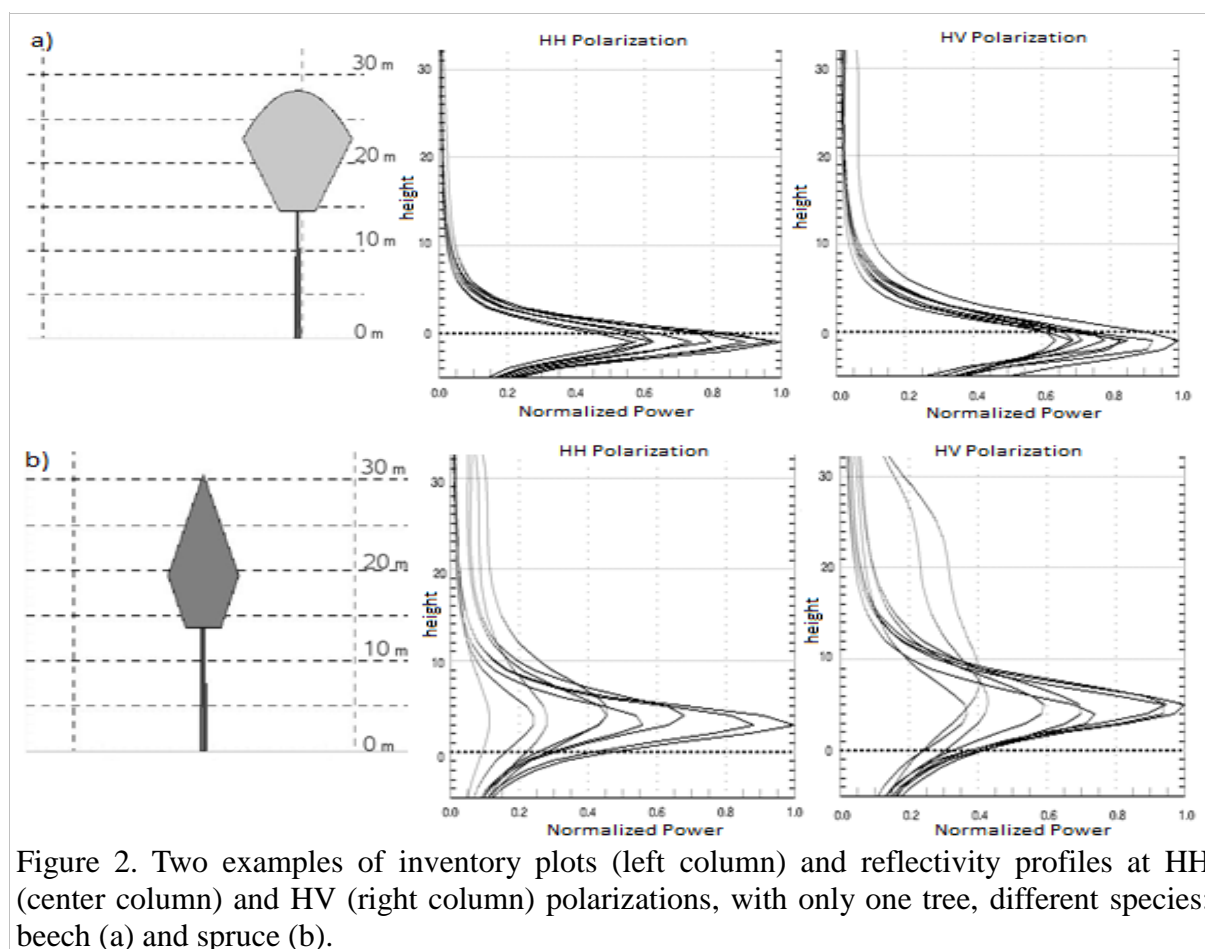 a)
30 m
20 m
10 m
0 m
HH Polarization
height
30
20
10
0
0.0 0.2 0.4 0.6 0.8 1.0
Normalized Power
HV Polarization
height
30
20
10
0
0.0 0.2 0.4 0.6 0.8 1.0
Normalized Power
b)
30 m
20 m
10 m
0 m
HH Polarization
height
30
20
10
0
0.0 0.2 0.4 0.6 0.8 1.0
Normalized Power
HV Polarization
height
30
20
10
0
0.0 0.2 0.4 0.6 0.8 1.0
Normalized Power
Figure 2. Two examples of inventory plots (left column) and reflectivity profiles at HH
(center column) and HV (right column) polarizations, with only one tree, different species:
beech (a) and spruce (b).